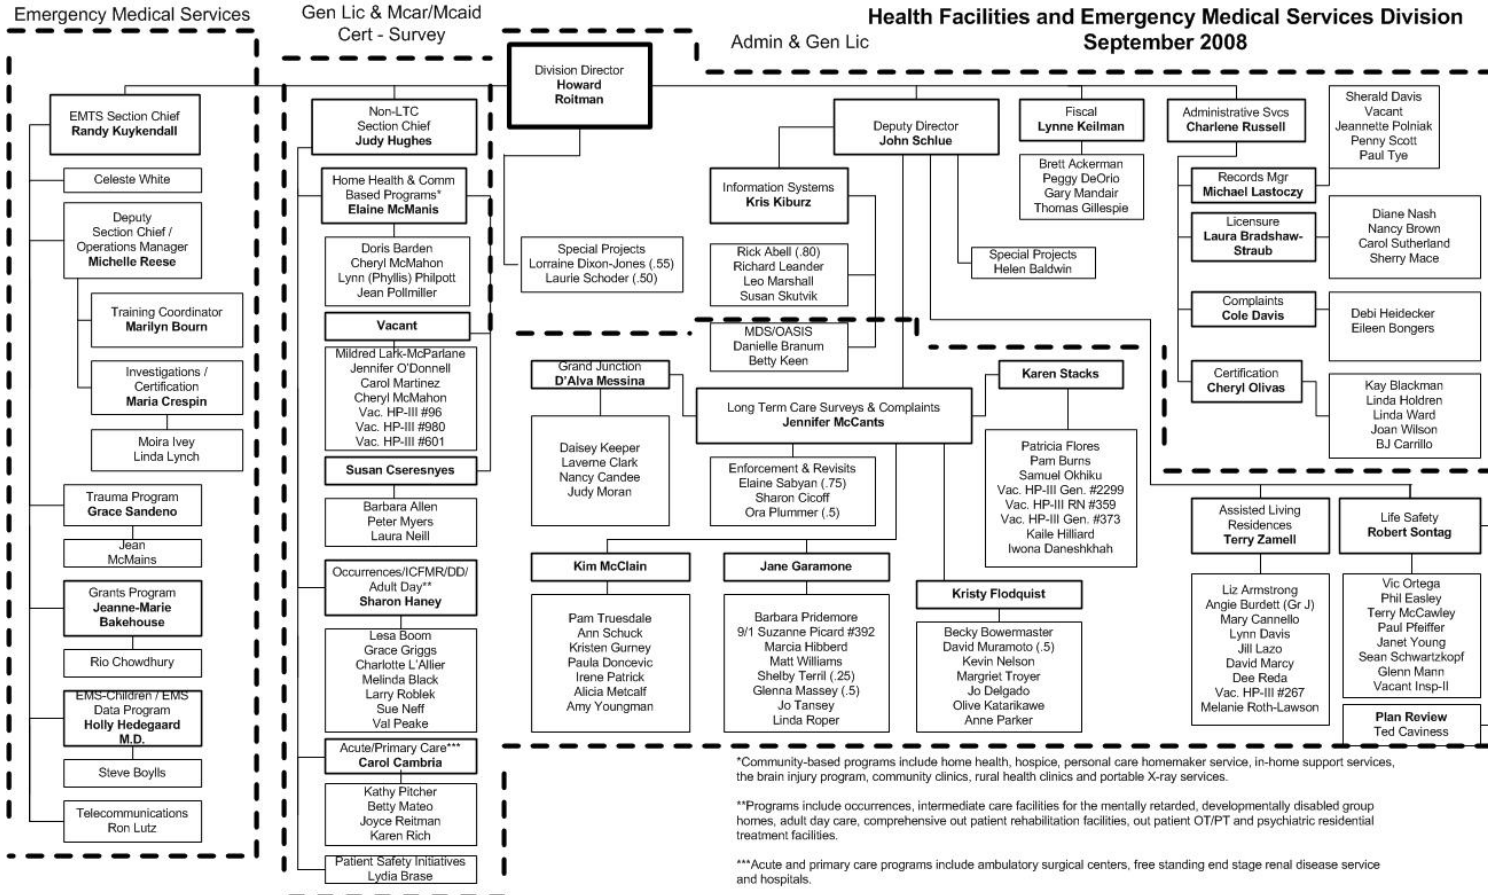 Emergency Medical Services
Gen Lic & Mcar/Mcaid
Cert - Survey
Admin & Gen Lic
Health Facilities and Emergency Medical Services Division
September 2008
Division Director
Howard
Roitman
EMTS Section Chief
Randy Kuykendall
Celeste White
Deputy
Section Chief /
Operations Manager
Michelle Reese
Training Coordinator
Marilyn Bourn
Investigations /
Certification
Maria Crespin
Moira Ivey
Linda Lynch
Trauma Program
Grace Sandeno
Jean
McMains
Grants Program
Jeanne-Marie
Bakehouse
Rio Chowdhury
EMS-Children / EMS
Data Program
Holly Hedegaard
M.D.
Steve Boylls
Telecommunications
Ron Lutz
Non-LTC
Section Chief
Judy Hughes
Home Health & Comm
Based Programs*
Elaine McManis
Doris Barden
Cheryl McMahon
Lynn (Phyllis) Philpott
Jean Pollmiller
Vacant
Mildred Lark-McParlane
Jennifer O'Donnell
Carol Martinez
Cheryl McMahon
Vac. HP-III #96
Vac. HP-III #980
Vac. HP-III #601
Susan Cseresnyes
Barbara Allen
Peter Myers
Laura Neill
Occurrences/ICFMR/DD/
Adult Day**
Sharon Haney
Lesa Boom
Grace Griggs
Charlotte L'Allier
Melinda Black
Larry Roblek
Sue Neff
Val Peake
Acute/Primary Care***
Carol Cambria
Kathy Pitcher
Betty Mateo
Joyce Reitman
Karen Rich
Patient Safety Initiatives
Lydia Brase
Special Projects
Lorraine Dixon-Jones (.55)
Laurie Schoder (.50)
Deputy Director
John Schlue
Information Systems
Kris Kiburz
Rick Abell (.80)
Richard Leander
Leo Marshall
Susan Skutvik
MDS/OASIS
Danielle Branum
Betty Keen
Special Projects
Helen Baldwin
Fiscal
Lynne Keilman
Brett Ackerman
Peggy DeOrio
Gary Mandair
Thomas Gillespie
Administrative Svcs
Charlene Russell
Records Mgr
Michael Lastoczy
Sherald Davis
Vacant
Jeannette Polniak
Penny Scott
Paul Tye
Licensure
Laura Bradshaw-
Straub
Diane Nash
Nancy Brown
Carol Sutherland
Sherry Mace
Complaints
Cole Davis
Debi Heidecker
Eileen Bongers
Certification
Cheryl Olivas
Kay Blackman
Linda Holdren
Linda Ward
Joan Wilson
BJ Carrillo
Grand Junction
D'Alva Messina
Daisey Keeper
Laverne Clark
Nancy Candee
Judy Moran
Long Term Care Surveys & Complaints
Jennifer McCants
Enforcement & Revisits
Elaine Sabyan (.75)
Sharon Cicoff
Ora Plummer (.5)
Karen Stacks
Patricia Flores
Pam Burns
Samuel Okhiku
Vac. HP-III Gen. #2299
Vac. HP-III RN #359
Vac. HP-III Gen. #373
Kaile Hilliard
Iwona Daneshkhah
Kim McClain
Pam Truesdale
Ann Schuck
Kristen Gurney
Paula Doncevic
Irene Patrick
Alicia Metcalf
Amy Youngman
Jane Garamone
Barbara Pridemore
9/1 Suzanne Picard #392
Marcia Hibberd
Matt Williams
Shelby Terril (.25)
Glenna Massey (.5)
Jo Tansey
Linda Roper
Kristy Flodquist
Becky Bowermaster
David Muramoto (.5)
Kevin Nelson
Margriet Troyer
Jo Delgado
Olive Katarikawe
Anne Parker
Assisted Living
Residences
Terry Zamell
Liz Armstrong
Angie Burdett (Gr J)
Mary Cannello
Lynn Davis
Jill Lazo
David Marcy
Dee Reda
Vac. HP-III #267
Melanie Roth-Lawson
Life Safety
Robert Sontag
Vic Ortega
Phil Easley
Terry McCawley
Paul Pfeiffer
Janet Young
Sean Schwartzkopf
Glenn Mann
Vacant Insp-II
Plan Review
Ted Caviness
*Community-based programs include home health, hospice, personal care homemaker service, in-home support services,
the brain injury program, community clinics, rural health clinics and portable X-ray services.
**Programs include occurrences, intermediate care facilities for the mentally retarded, developmentally disabled group
homes, adult day care, comprehensive out patient rehabilitation facilities, out patient OT/PT and psychiatric residential
treatment facilities.
***Acute and primary care programs include ambulatory surgical centers, free standing end stage renal disease service
and hospitals.